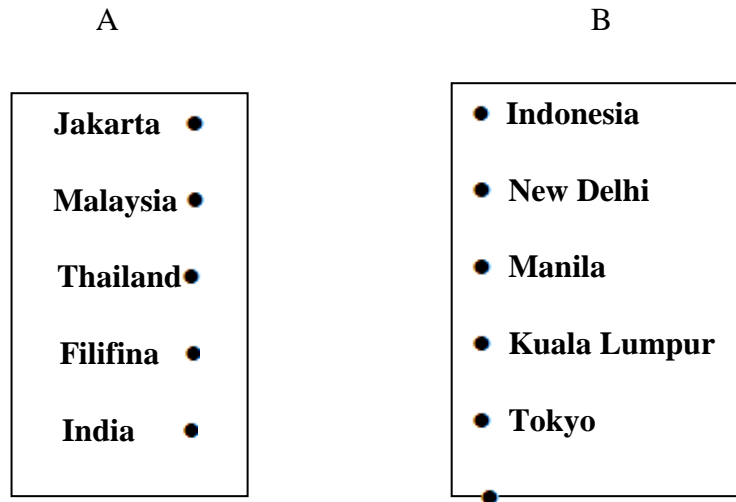 A
B
Jakarta
Malaysia
Thailand
Filifina
India
Indonesia
New Delhi
Manila
Kuala Lumpur
Tokyo